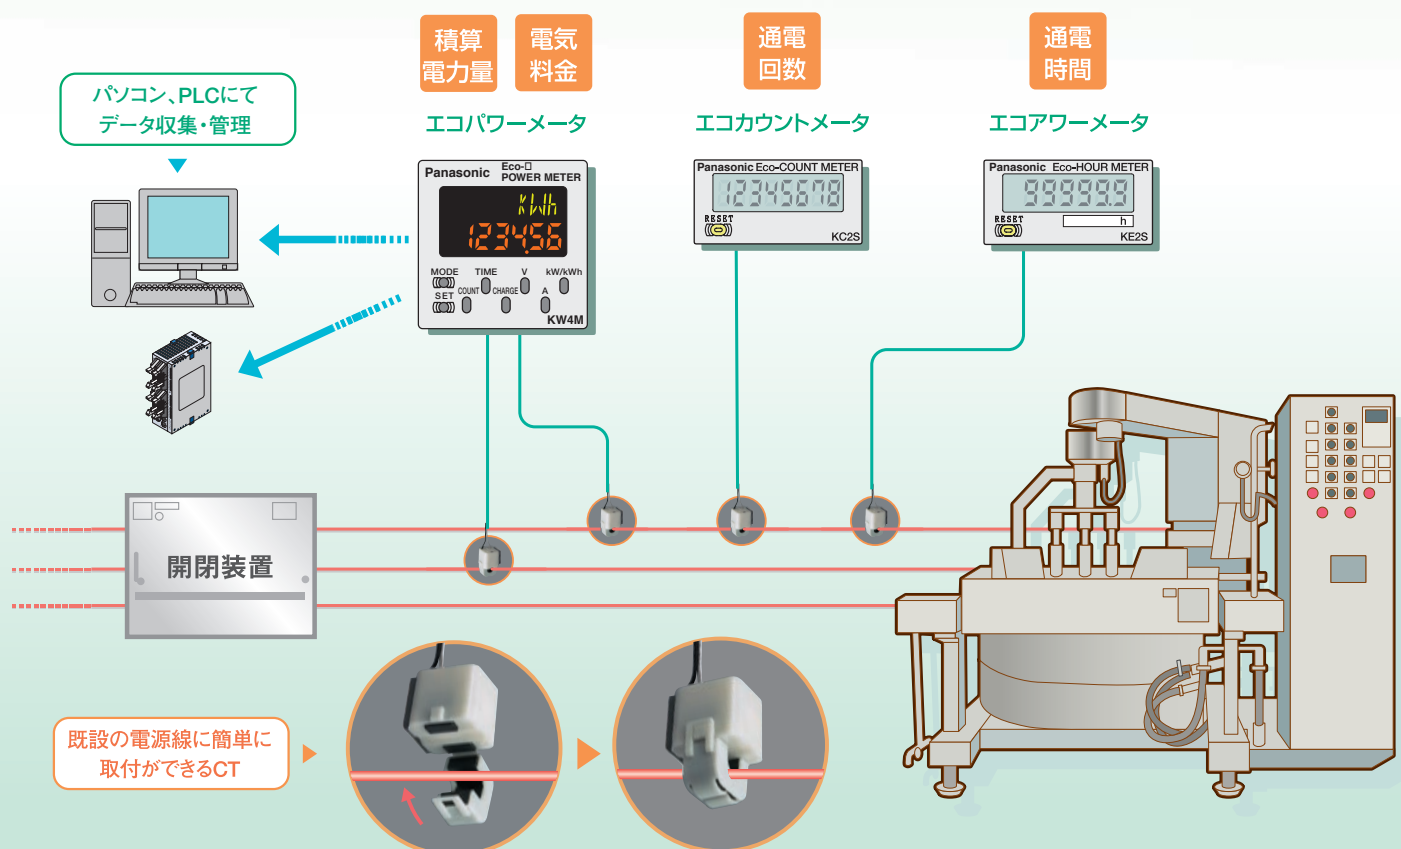 積算
電力量
電気
料金
通電
回数
通電
時間
パソコン、PLCにて
データ収集・管理
エコパワーメータ
エコカウントメータ
エコアワーメータ
Panasonic
Eco-□
POWER METER
kWh
1234.56
MODE
TIME
V
kW/kWh
SET
COUNT
CHARGE
A
KW4M
Panasonic Eco-COUNT METER
12345678
RESET
KC2S
Panasonic Eco-HOUR METER
99999.9
RESET
h
KE2S
開閉装置
既設の電源線に簡単に
取付ができるCT